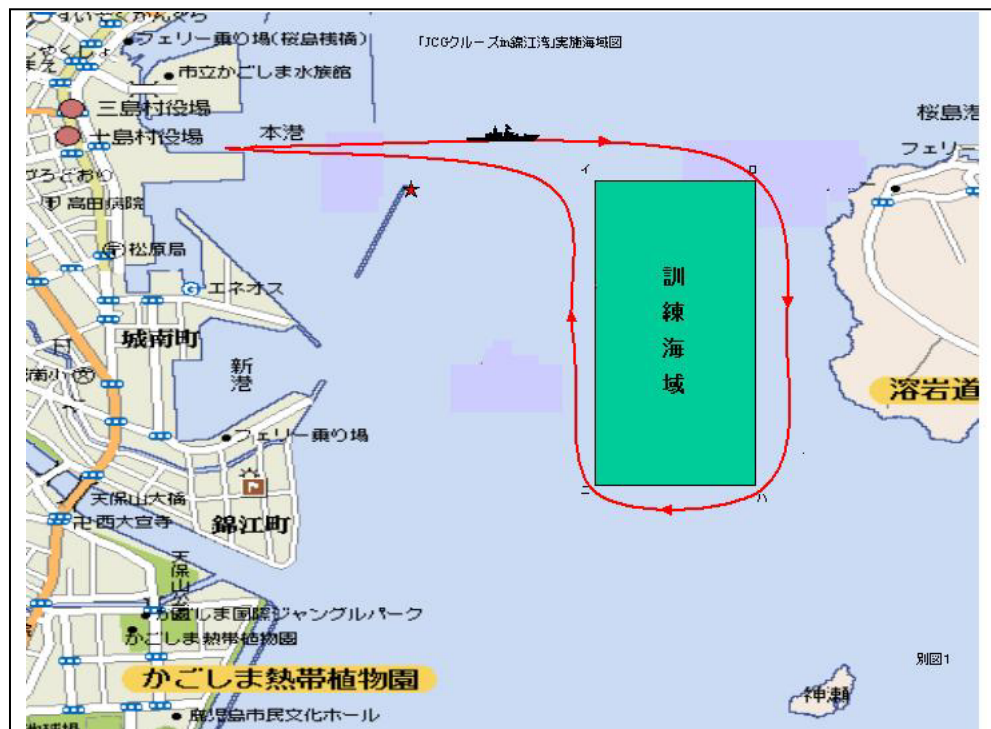 フェリー乗り場(桜島桟橋)
「JCGクルーズin錦江湾」実施海域図
市立かごしま水族館
三島村役場
本港
十島村役場
桜島港
フェリー
イ
ロ
高田病院
松原局
エネオス
訓練海域
城南町
新港
溶岩道
フェリー乗り場
ニ
ハ
天保山大橋
卍西大宣寺
錦江町
天保山公
かごしま国際ジャングルパーク
かごしま熱帯植物園
別図1
かごしま熱帯植物園
神瀬
鹿児島市民文化ホール